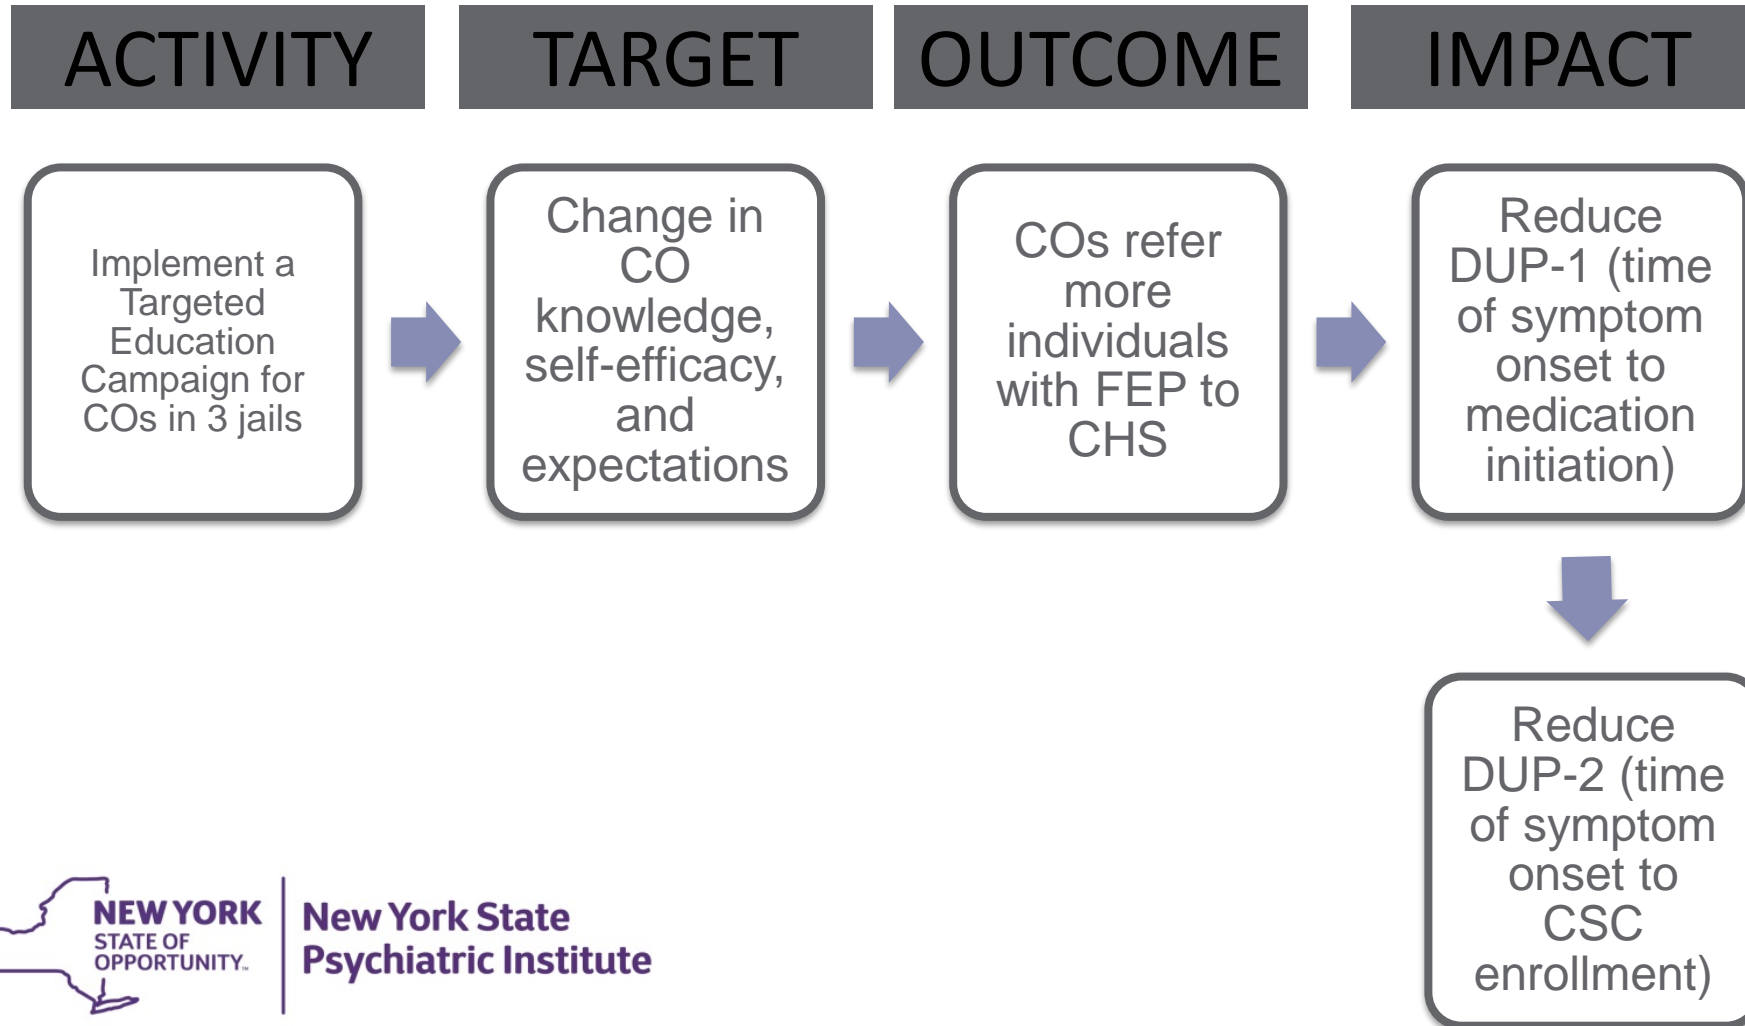 ACTIVITY
TARGET
OUTCOME
IMPACT
Implement a
Targeted
Education
Campaign for
COs in 3 jails
Change in
CO
knowledge,
self-efficacy,
and
expectations
COs refer
more
individuals
with FEP to
CHS
Reduce
DUP-1 (time
of symptom
onset to
medication
initiation)
Reduce
DUP-2 (time
of symptom
onset to
CSC
enrollment)
NEW YORK
STATE OF
OPPORTUNITY™
New York State
Psychiatric Institute